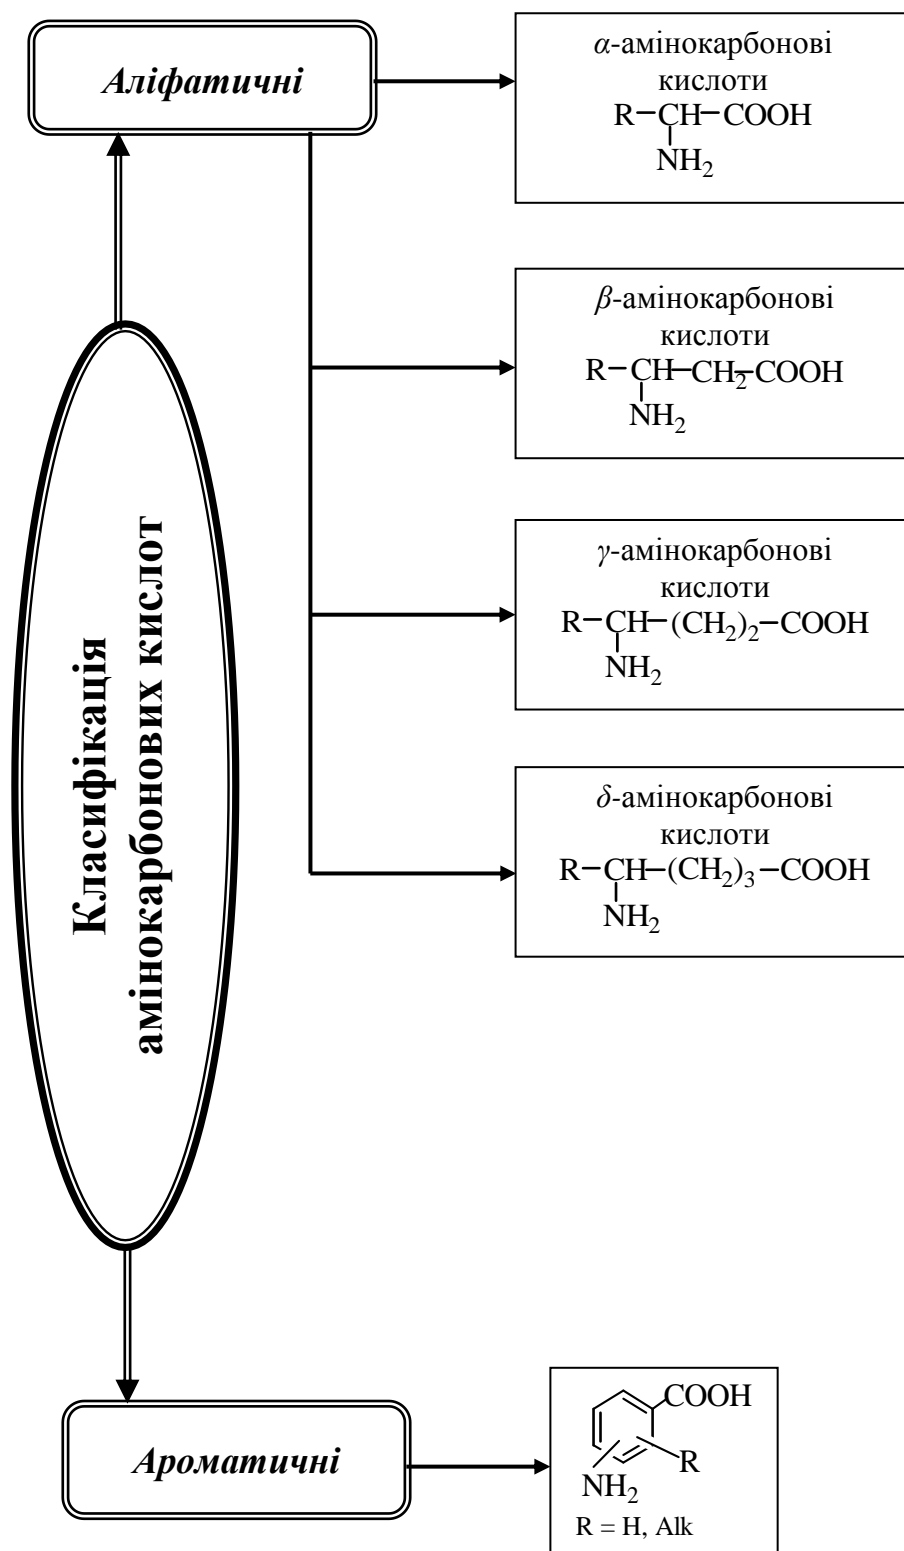 Аліфатичні
α-амінокарбонові
кислоти
R–CH–COOH
NH₂
β-амінокарбонові
кислоти
R–CH–CH₂–COOH
NH₂
γ-амінокарбонові
кислоти
R–CH–(CH₂)₂–COOH
NH₂
δ-амінокарбонові
кислоти
R–CH–(CH₂)₃–COOH
NH₂
Класифікація
амінокарбонових кислот
Ароматичні
COOH
R
NH₂
R = H, Alk